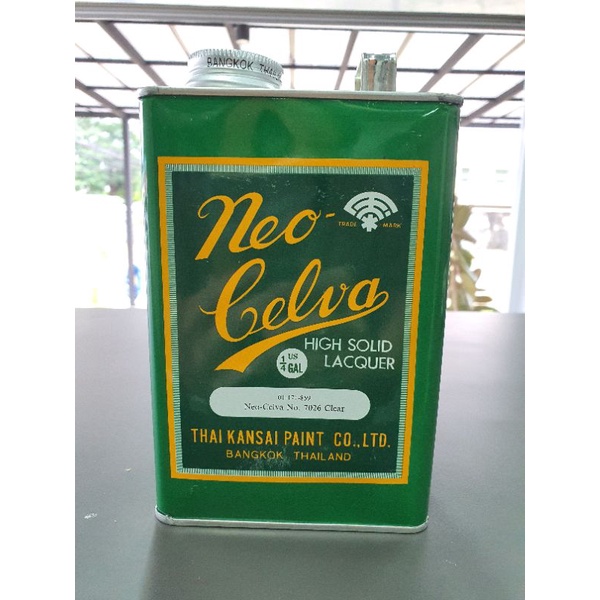 BANGKOK THAILAND
Neo-
TRADE MARK
Celva
HIGH SOLID
1/4 US GAL
LACQUER
Neo-Celva No. 7026 Clear
THAI KANSAI PAINT CO.,LTD.
BANGKOK THAILAND